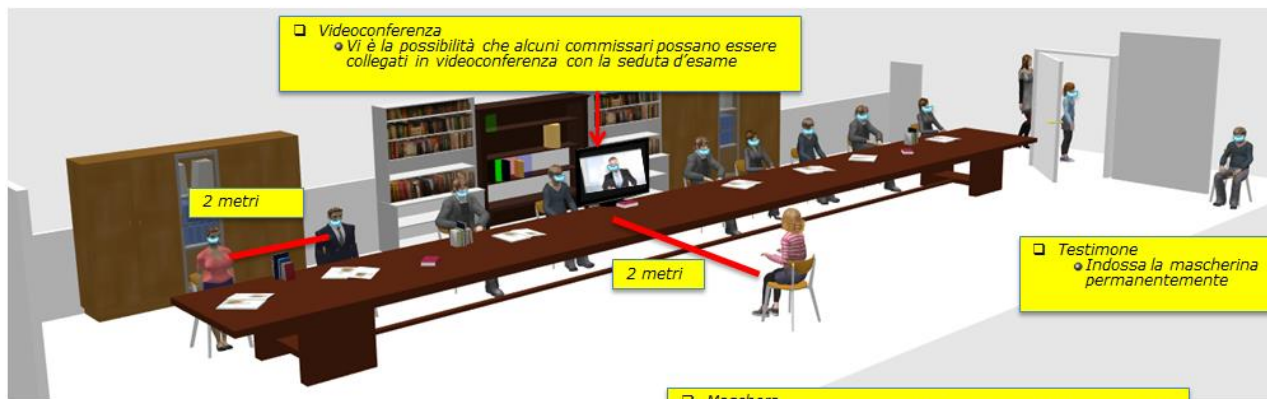 ❑ Videoconferenza
Vi è la possibilità che alcuni commissari possano essere
collegati in videoconferenza con la seduta d'esame
2 metri
2 metri
❑ Testimone
Indossa la mascherina
permanentemente